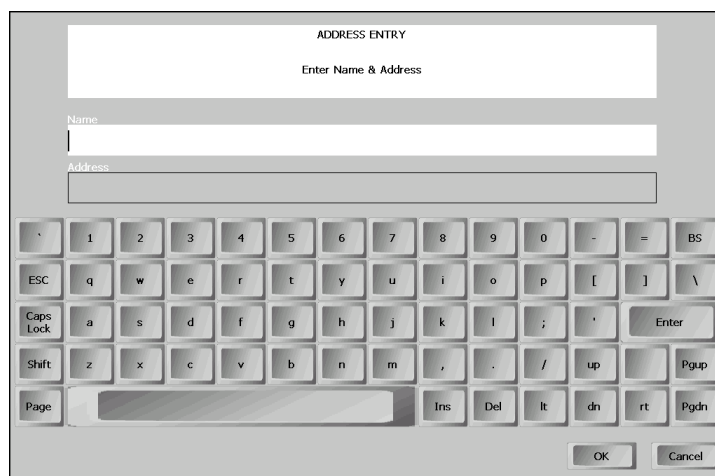 ADDRESS ENTRY
Enter Name & Address
Name
Address
` 1 2 3 4 5 6 7 8 9 0 - = BS
ESC q w e r t y u i o p [ ] \
Caps Lock a s d f g h j k l ; ' Enter
Shift z x c v b n m , . / up Pgup
Page Ins Del lt dn rt Pgdn
OK Cancel